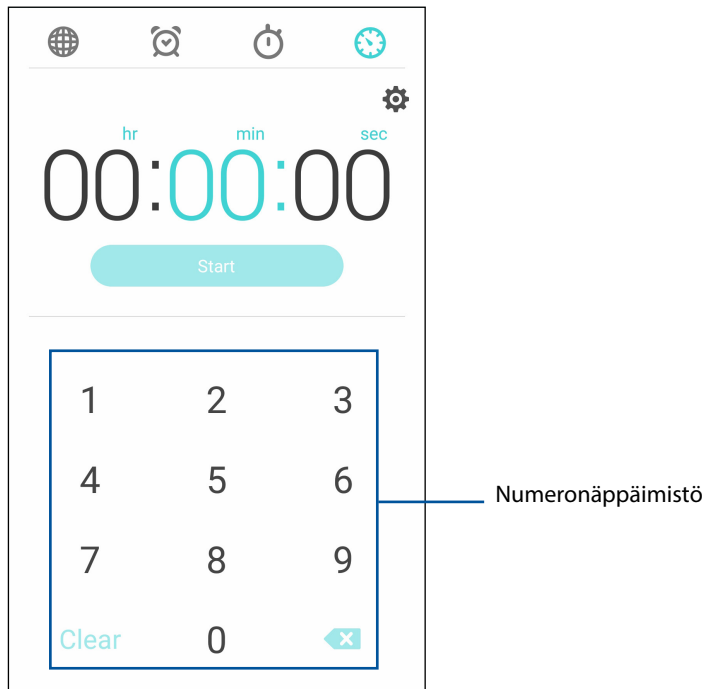 hr min sec
00:00:00
Start
1 2 3
4 5 6
Numeronäppäimistö
7 8 9
Clear 0